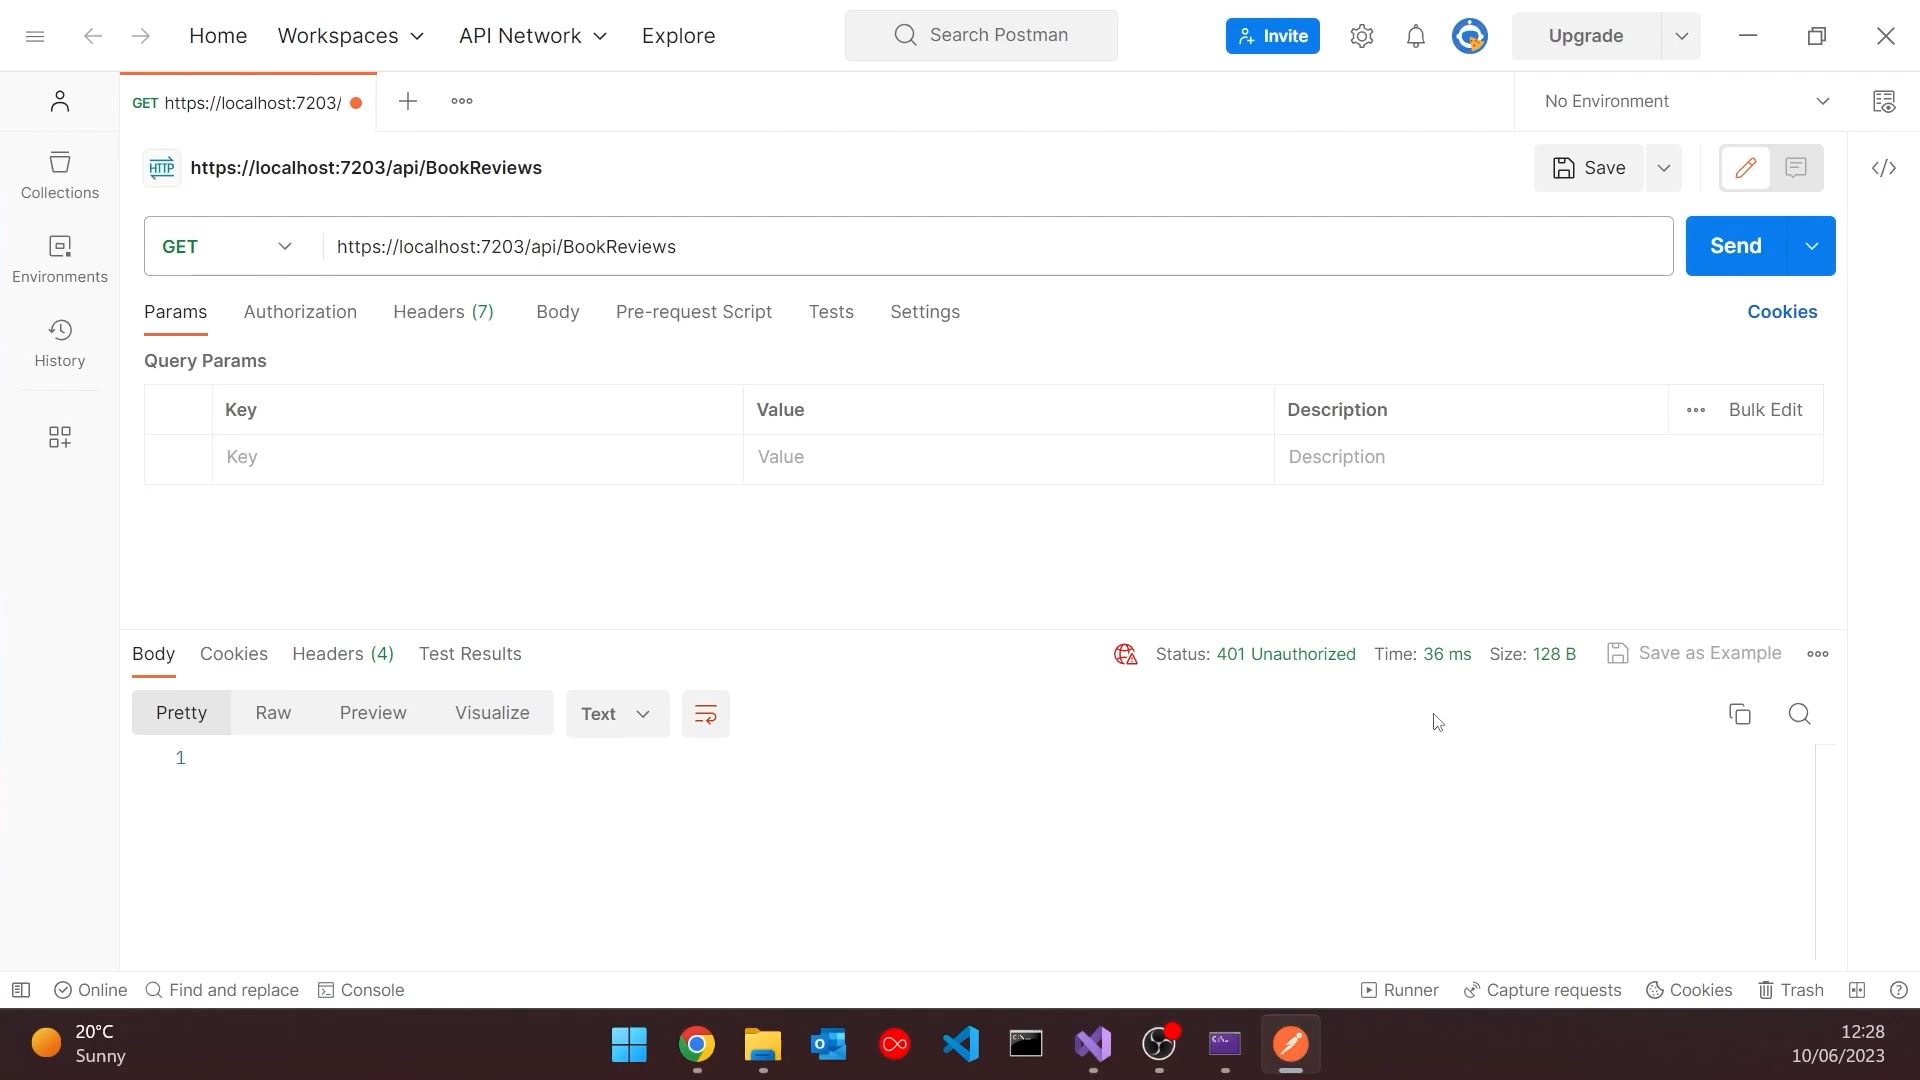 Home Workspaces API Network Explore Search Postman Invite Upgrade
GET https://localhost:7203/ No Environment
HTTP https://localhost:7203/api/BookReviews Save
GET https://localhost:7203/api/BookReviews Send
Params Authorization Headers (7) Body Pre-request Script Tests Settings Cookies
Query Params
Key Value Description Bulk Edit
Key Value Description
Collections
Environments
History
Body Cookies Headers (4) Test Results Status: 401 Unauthorized Time: 36 ms Size: 128 B Save as Example
Pretty Raw Preview Visualize Text
1
Online Find and replace Console Runner Capture requests Cookies Trash
20°C
Sunny
12:28
10/06/2023